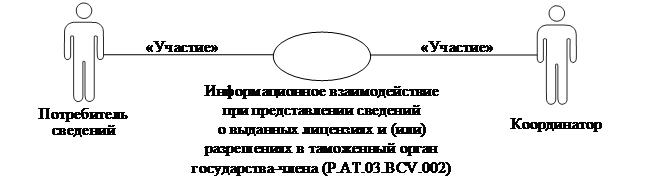 «Участие»
«Участие»
Потребитель
сведений
Информационное взаимодействие
при представлении сведений
о выданных лицензиях и (или)
разрешениях в таможенный орган
государства-члена (P.AT.03.BCV.002)
Координатор